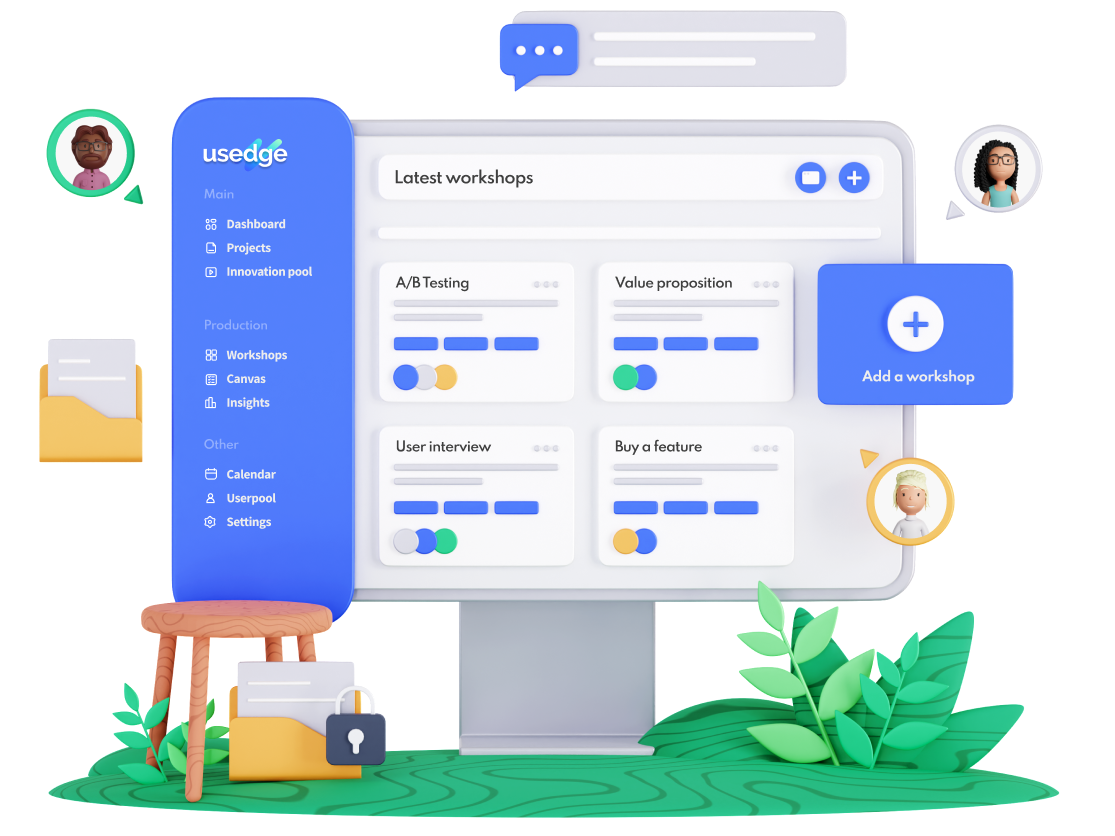 usedge
Main
Dashboard
Projects
Innovation pool
Production
Workshops
Canvas
Insights
Other
Calendar
Userpool
Settings
Latest workshops
A/B Testing
Value proposition
Add a workshop
User interview
Buy a feature